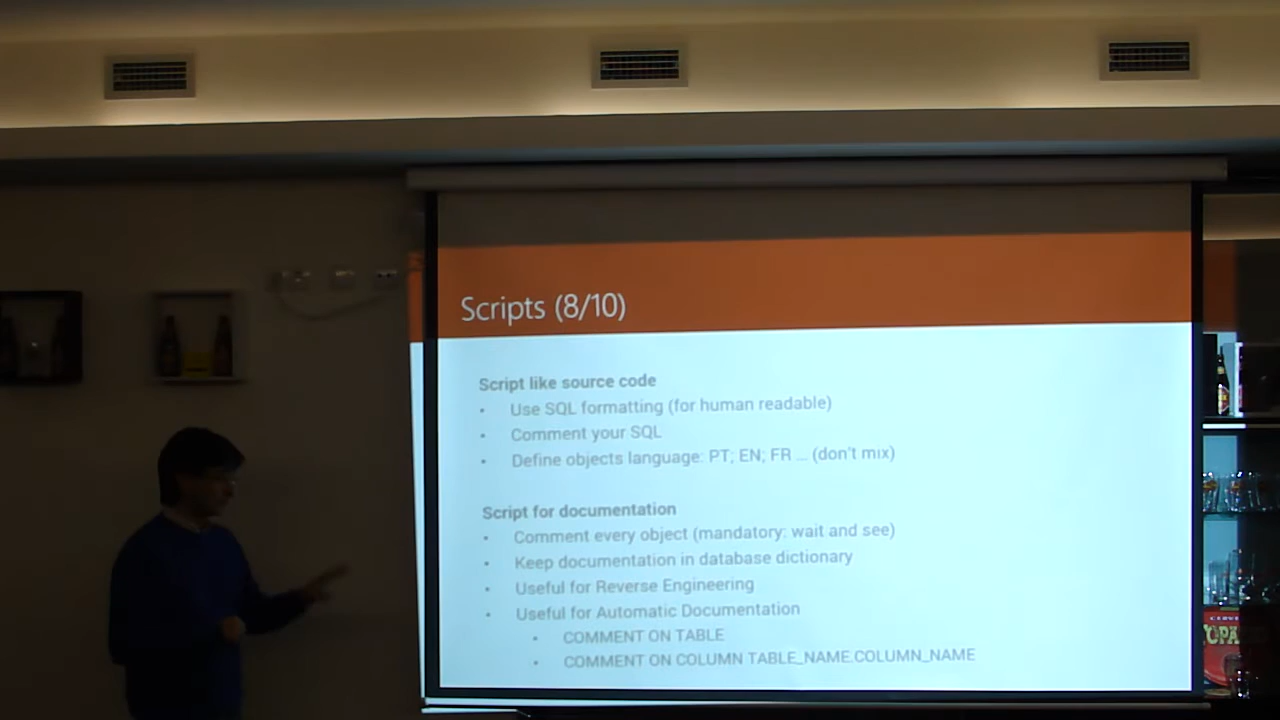 Scripts (8/10)
Script like source code
• Use SQL formatting (for human readable)
• Comment your SQL
• Define objects language: PT; EN; FR ... (don't mix)
Script for documentation
• Comment every object (mandatory: wait and see)
• Keep documentation in database dictionary
• Useful for Reverse Engineering
• Useful for Automatic Documentation
• COMMENT ON TABLE
• COMMENT ON COLUMN TABLE_NAME.COLUMN_NAME